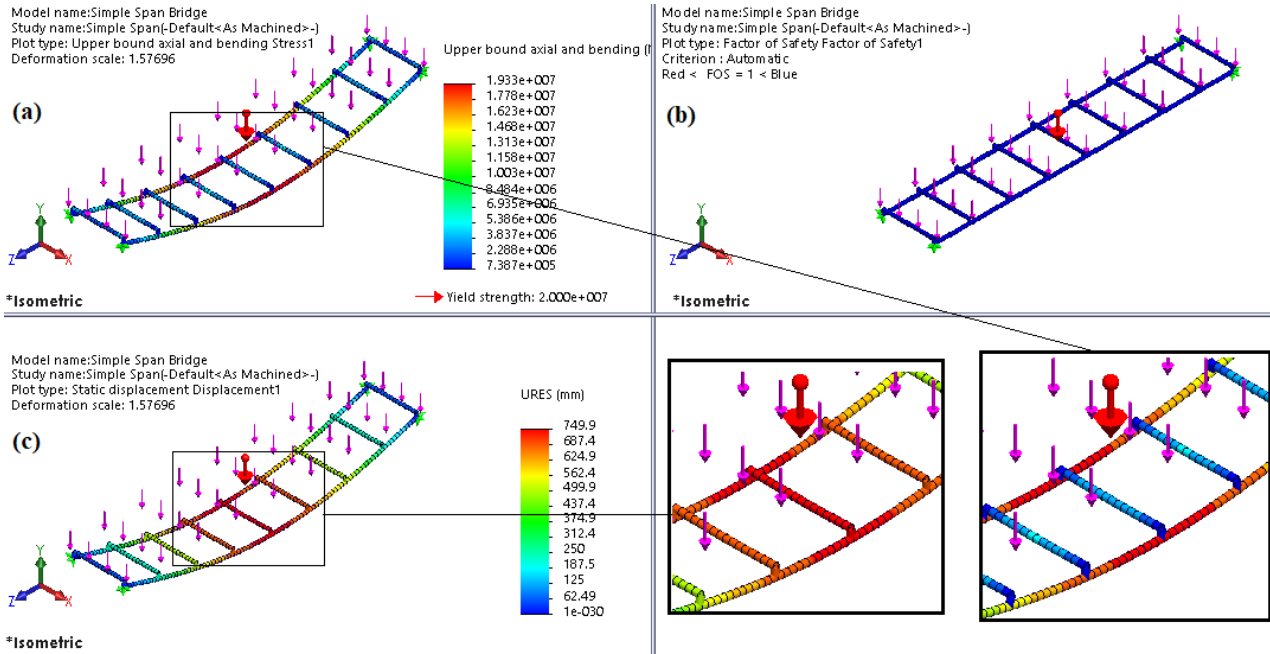 Model name:Simple Span Bridge
Study name:Simple Span(-Default<As Machined>-)
Plot type: Upper bound axial and bending Stress1
Deformation scale: 1.57696
(a)
Upper bound axial and bending (N
1.933e+007
1.778e+007
1.623e+007
1.468e+007
1.313e+007
1.158e+007
1.003e+007
8.484e+006
6.935e+006
5.386e+006
3.837e+006
2.288e+006
7.387e+005
Yield strength: 2.000e+007
Y
Z
X
*Isometric
Model name:Simple Span Bridge
Study name:Simple Span(-Default<As Machined>-)
Plot type: Factor of Safety Factor of Safety1
Criterion : Automatic
Red < FOS = 1 < Blue
(b)
Y
Z
X
*Isometric
Model name:Simple Span Bridge
Study name:Simple Span(-Default<As Machined>-)
Plot type: Static displacement Displacement1
Deformation scale: 1.57696
(c)
URES (mm)
749.9
687.4
624.9
562.4
499.9
437.4
374.9
312.4
250
187.5
125
62.49
1e-030
Y
Z
X
*Isometric